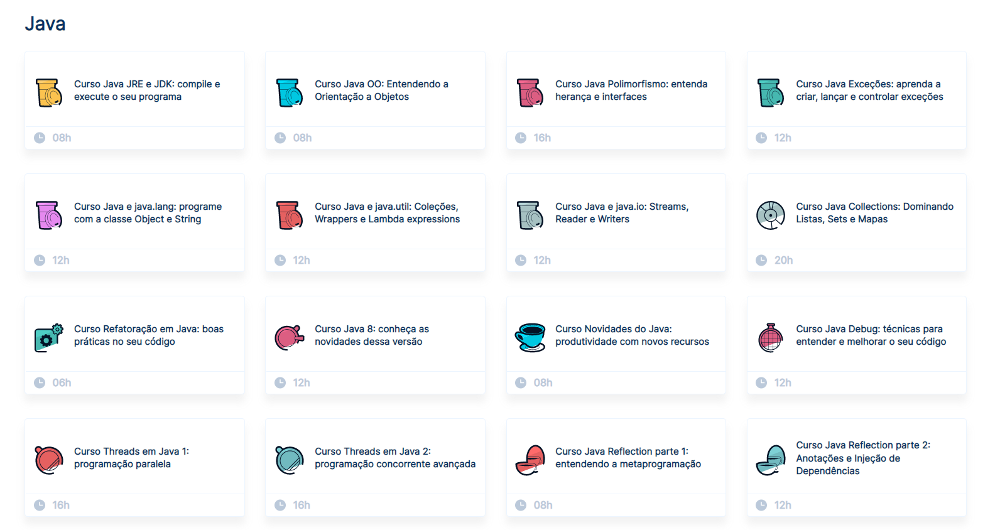 Java
Curso Java JRE e JDK: compile e
execute o seu programa
08h
Curso Java OO: Entendendo a
Orientação a Objetos
08h
Curso Java Polimorfismo: entenda
herança e interfaces
16h
Curso Java Exceções: aprenda a
criar, lançar e controlar exceções
12h
Curso Java e java.lang: programe
com a classe Object e String
12h
Curso Java e java.util: Coleções,
Wrappers e Lambda expressions
12h
Curso Java e java.io: Streams,
Reader e Writers
12h
Curso Java Collections: Dominando
Listas, Sets e Mapas
20h
Curso Refatoração em Java: boas
práticas no seu código
06h
Curso Java 8: conheça as
novidades dessa versão
12h
Curso Novidades do Java:
produtividade com novos recursos
08h
Curso Java Debug: técnicas para
entender e melhorar o seu código
12h
Curso Threads em Java 1:
programação paralela
16h
Curso Threads em Java 2:
programação concorrente avançada
16h
Curso Java Reflection parte 1:
entendendo a metaprogramação
08h
Curso Java Reflection parte 2:
Anotações e Injeção de
Dependências
12h